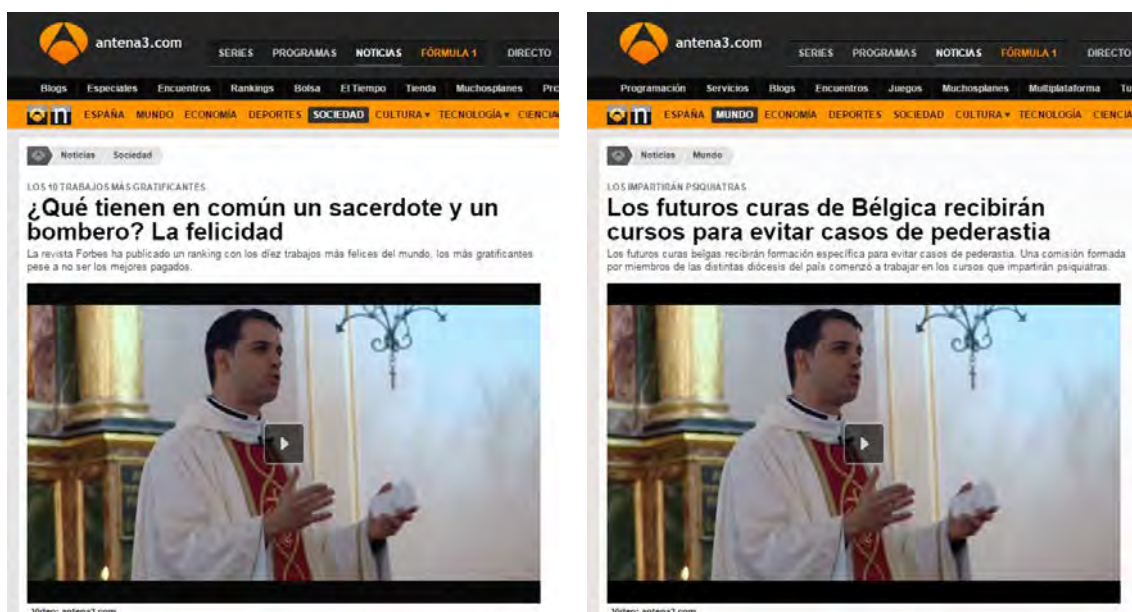 antena3.com
SERIES PROGRAMAS NOTICIAS FÓRMULA 1 DIRECTO
Blogs Especiales Encuentros Rankings Bolsa El Tiempo Tienda Muchosplanes
n ESPAÑA MUNDO ECONOMÍA DEPORTES SOCIEDAD CULTURA TECNOLOGÍA
Noticias Sociedad
LOS 10 TRABAJOS MÁS GRATIFICANTES
¿Qué tienen en común un sacerdote y un
bombero? La felicidad
La revista Forbes ha publicado un ranking con los díez trabajos más felices del mundo, los más gratificantes
pese a no ser los mejores pagados.
Vídeo: antena3.com
antena3.com
SERIES PROGRAMAS NOTICIAS FÓRMULA 1 DIRECTO
Programación Servicios Blogs Encuentros Juegos Muchosplanes Multiplataforma
n ESPAÑA MUNDO ECONOMÍA DEPORTES SOCIEDAD CULTURA TECNOLOGÍA
Noticias Mundo
LOS IMPARTIRÁN PSIQUIATRAS
Los futuros curas de Bélgica recibirán
cursos para evitar casos de pederastia
Los futuros curas belgas recibirán formación específica para evitar casos de pederastia. Una comisión formada
por miembros de las distintas diócesis del país comenzó a trabajar en los cursos que impartirán psiquiatras.
Vídeo: antena3.com